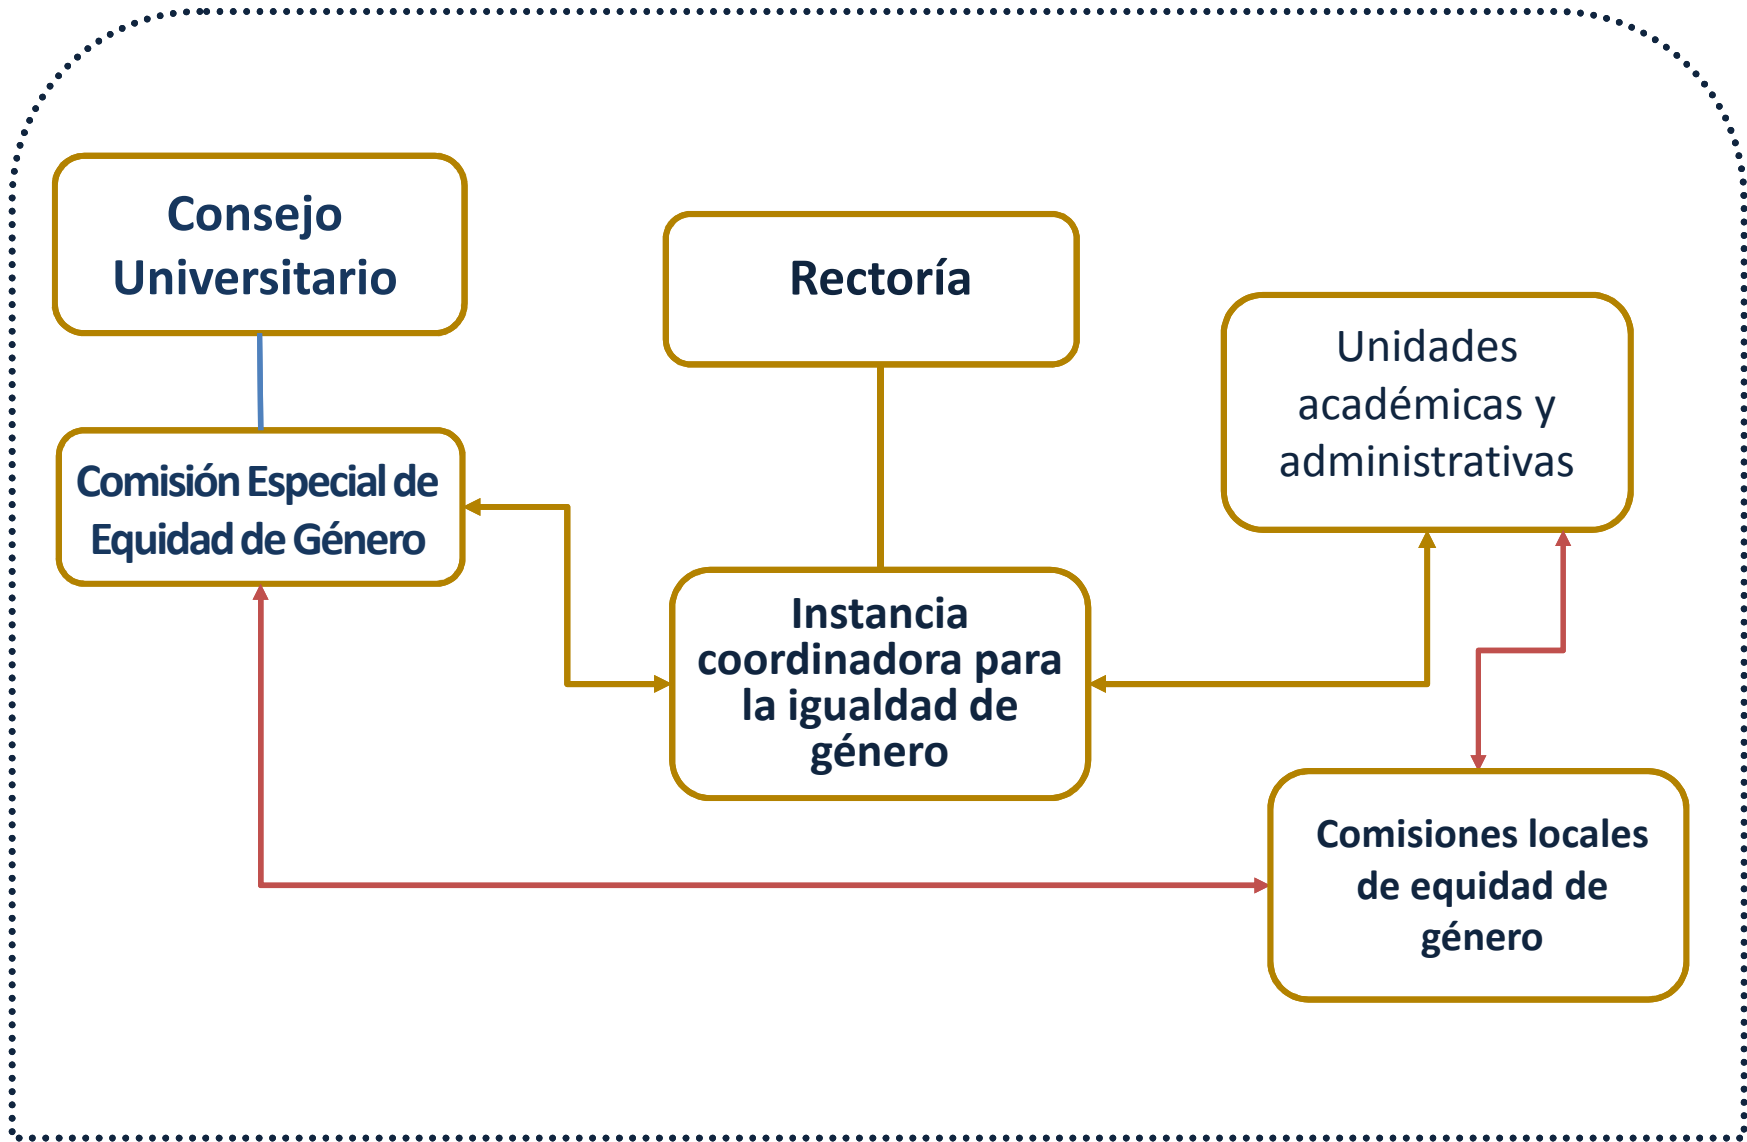 Consejo
Universitario
Rectoría
Unidades
académicas y
administrativas
Comisión Especial de
Equidad de Género
Instancia
coordinadora para
la igualdad de
género
Comisiones locales
de equidad de
género